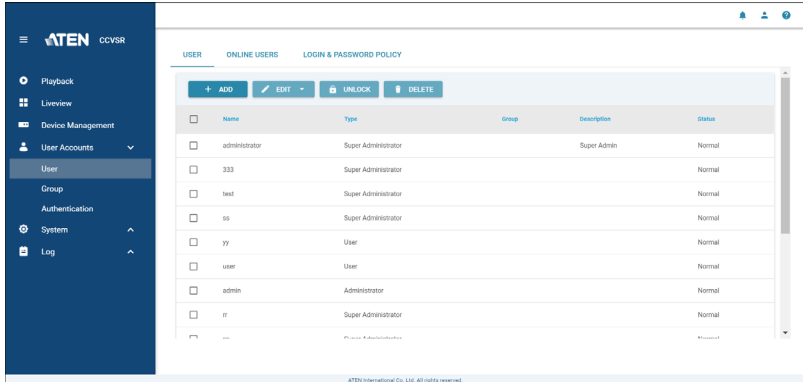 ATEN CCVSR
Playback
Liveview
Device Management
User Accounts
User
Group
Authentication
System
Log
USER ONLINE USERS LOGIN & PASSWORD POLICY
+ ADD EDIT UNLOCK DELETE
Name Type Group Description Status
administrator Super Administrator Super Admin Normal
333 Super Administrator Normal
test Super Administrator Normal
ss Super Administrator Normal
yy User Normal
user User Normal
admin Administrator Normal
rr Super Administrator Normal
Super Administrator Normal
ATEN International Co. Ltd. All rights reserved.